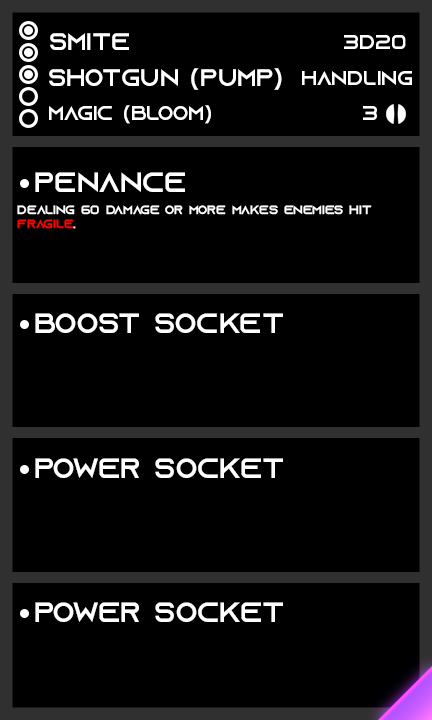 SMITE 3D20
SHOTGUN (PUMP) HANDLING
MAGIC (BLOOM) 3
PENANCE
DEALING 60 DAMAGE OR MORE MAKES ENEMIES HIT
FRAGILE.
BOOST SOCKET
POWER SOCKET
POWER SOCKET